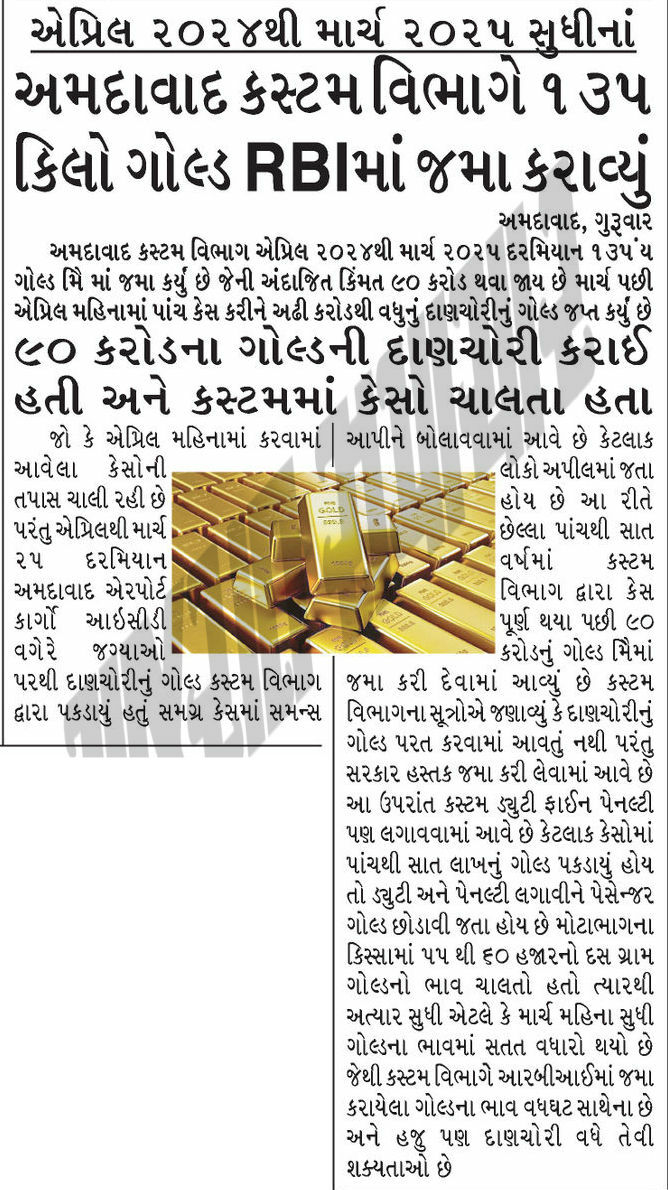 એપ્રિલ ૨૦૨૪થી માર્ચ ૨૦૨૫ સુધીનાં
અમદાવાદ કસ્ટમ વિભાગે ૧૩૫
કિલો ગોલ્ડ RBIમાં જમા કરાવ્યું
અમદાવાદ, ગુરૂવાર
અમદાવાદ કસ્ટમ વિભાગ એપ્રિલ ૨૦૨૪થી માર્ચ ૨૦૨૫ દરમિયાન ૧૩૫ંય
ગોલ્ડ મિૈ માં જમા કર્યું છે જેની અંદાજિત કિંમત ૯૦ કરોડ થવા જાય છે માર્ચ પછી
એપ્રિલ મહિનામાં પાંચ કેસ કરીને અઢી કરોડથી વધુનું દાણચોરીનું ગોલ્ડ જપ્ત કર્યું છે
૯૦ કરોડના ગોલ્ડની દાણચોરી કરાઈ
હતી અને કસ્ટમમાં કેસો ચાલતા હતા
જો કે એપ્રિલ મહિનામાં કરવામાં
આવેલા કેસોની
તપાસ ચાલી રહી છે
પરંતુ એપ્રિલથી માર્ચ
૨૫ દરમિયાન
અમદાવાદ એરપોર્ટ
કાર્ગો આઇસીડી
વગેરે જગ્યાઓ
પરથી દાણચોરીનું ગોલ્ડ કસ્ટમ વિભાગ
દ્વારા પકડાયું હતું સમગ્ર કેસમાં સમન્સ
આપીને બોલાવવામાં આવે છે કેટલાક
લોકો અપીલમાં જતા
હોય છે આ રીતે
છેલ્લા પાંચથી સાત
વર્ષમાં કસ્ટમ
વિભાગ દ્વારા કેસ
પૂર્ણ થયા પછી ૯૦
કરોડનું ગોલ્ડ મિૈમાં
જમા કરી દેવામાં આવ્યું છે કસ્ટમ
વિભાગના સૂત્રોએ જણાવ્યું કે દાણચોરીનું
ગોલ્ડ પરત કરવામાં આવતું નથી પરંતુ
સરકાર હસ્તક જમા કરી લેવામાં આવે છે
આ ઉપરાંત કસ્ટમ ડ્યુટી ફાઈન પેનલ્ટી
પણ લગાવવામાં આવે છે કેટલાક કેસોમાં
પાંચથી સાત લાખનું ગોલ્ડ પકડાયું હોય
તો ડ્યુટી અને પેનલ્ટી લગાવીને પેસેન્જર
ગોલ્ડ છોડાવી જતા હોય છે મોટાભાગના
કિસ્સામાં ૫૫ થી ૬૦ હજારનો દસ ગ્રામ
ગોલ્ડનો ભાવ ચાલતો હતો ત્યારથી
અત્યાર સુધી એટલે કે માર્ચ મહિના સુધી
ગોલ્ડના ભાવમાં સતત વધારો થયો છે
જેથી કસ્ટમ વિભાગે આરબીઆઈમાં જમા
કરાયેલા ગોલ્ડના ભાવ વધઘટ સાથેના છે
અને હજુ પણ દાણચોરી વધે તેવી
શક્યતાઓ છે